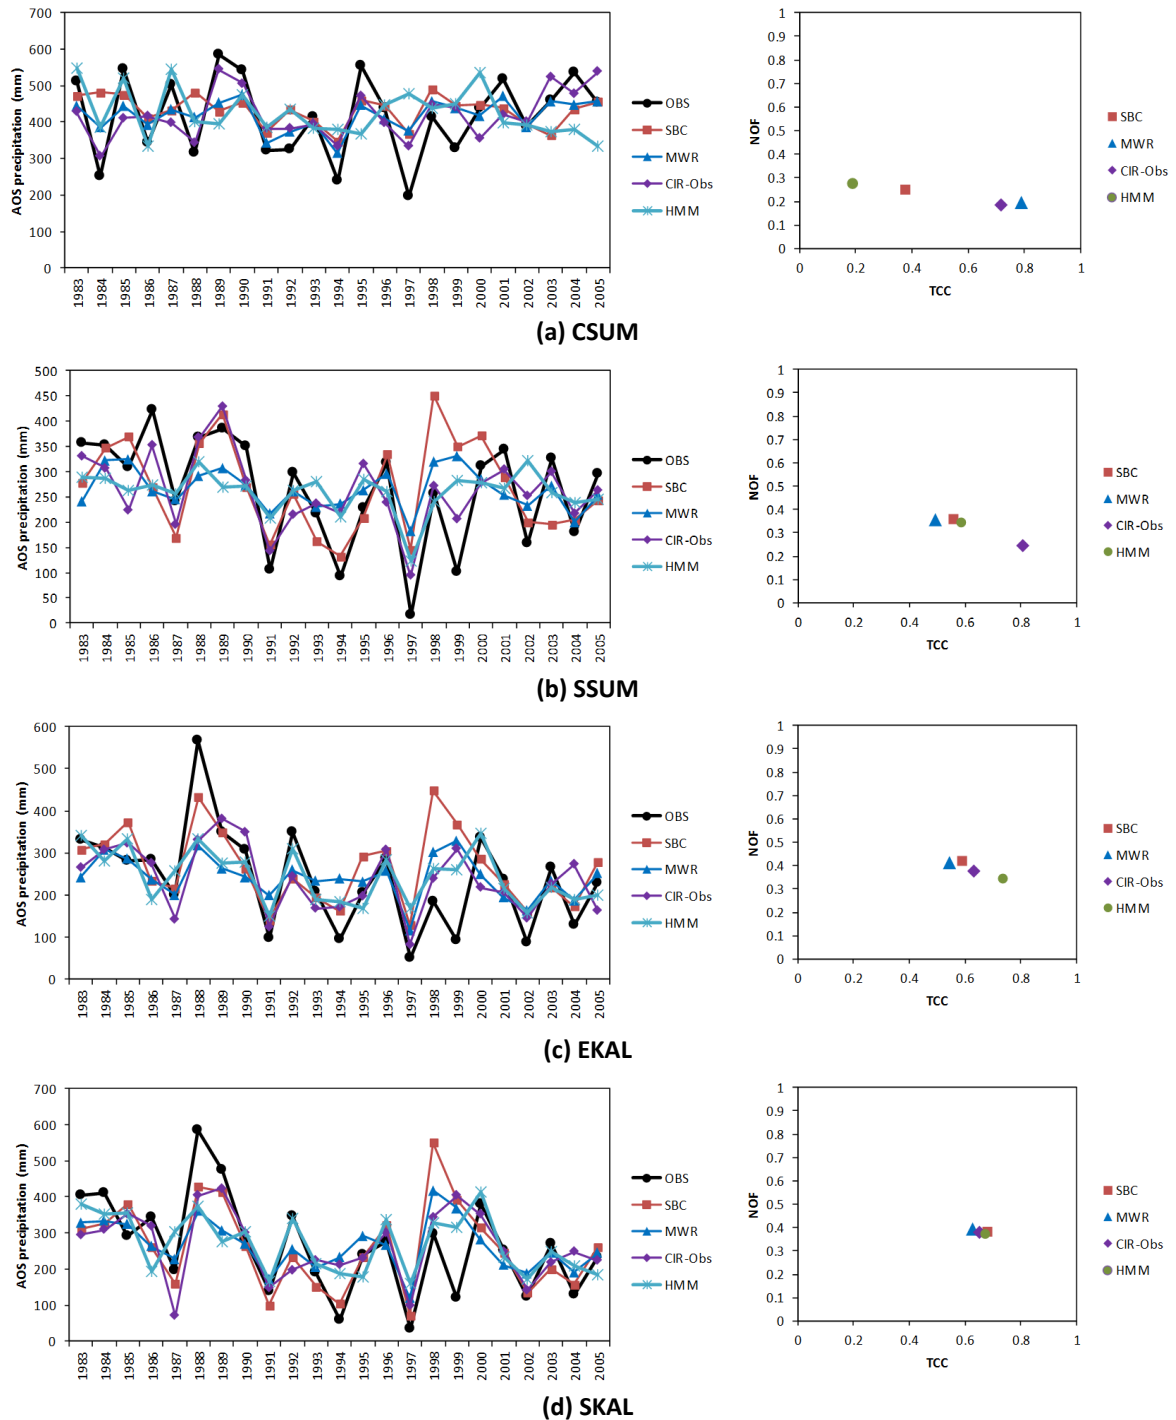 700
600
500
400
300
200
100
0
AOS precipitation (mm)
1983 1984 1985 1986 1987 1988 1989 1990 1991 1992 1993 1994 1995 1996 1997 1998 1999 2000 2001 2002 2003 2004 2005
OBS
SBC
MWR
CIR-Obs
HMM
1
0.9
0.8
0.7
0.6
0.5
0.4
0.3
0.2
0.1
0
NOF
0 0.2 0.4 0.6 0.8 1
TCC
SBC
MWR
CIR-Obs
HMM
(a) CSUM
500
450
400
350
300
250
200
150
100
50
0
AOS precipitation (mm)
1983 1984 1985 1986 1987 1988 1989 1990 1991 1992 1993 1994 1995 1996 1997 1998 1999 2000 2001 2002 2003 2004 2005
OBS
SBC
MWR
CIR-Obs
HMM
1
0.9
0.8
0.7
0.6
0.5
0.4
0.3
0.2
0.1
0
NOF
0 0.2 0.4 0.6 0.8 1
TCC
SBC
MWR
CIR-Obs
HMM
(b) SSUM
600
500
400
300
200
100
0
AOS precipitation (mm)
1983 1984 1985 1986 1987 1988 1989 1990 1991 1992 1993 1994 1995 1996 1997 1998 1999 2000 2001 2002 2003 2004 2005
OBS
SBC
MWR
CIR-Obs
HMM
1
0.9
0.8
0.7
0.6
0.5
0.4
0.3
0.2
0.1
0
NOF
0 0.2 0.4 0.6 0.8 1
TCC
SBC
MWR
CIR-Obs
HMM
(c) EKAL
700
600
500
400
300
200
100
0
AOS precipitation (mm)
1983 1984 1985 1986 1987 1988 1989 1990 1991 1992 1993 1994 1995 1996 1997 1998 1999 2000 2001 2002 2003 2004 2005
OBS
SBC
MWR
CIR-Obs
HMM
1
0.9
0.8
0.7
0.6
0.5
0.4
0.3
0.2
0.1
0
NOF
0 0.2 0.4 0.6 0.8 1
TCC
SBC
MWR
CIR-Obs
HMM
(d) SKAL